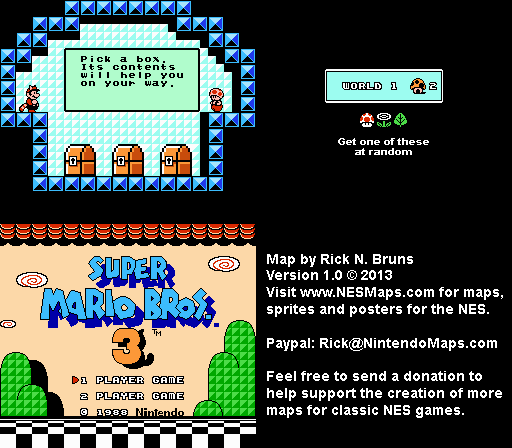 Pick a box.
Its contents
will help you
on your way.
WORLD 1 2
Get one of these
at random
SUPER
MARIO BROS.
TM
3
1 PLAYER GAME
2 PLAYER GAME
© 1988 Nintendo
Map by Rick N. Bruns
Version 1.0 © 2013
Visit www.NESMaps.com for maps,
sprites and posters for the NES.
Paypal: Rick@NintendoMaps.com
Feel free to send a donation to
help support the creation of more
maps for classic NES games.